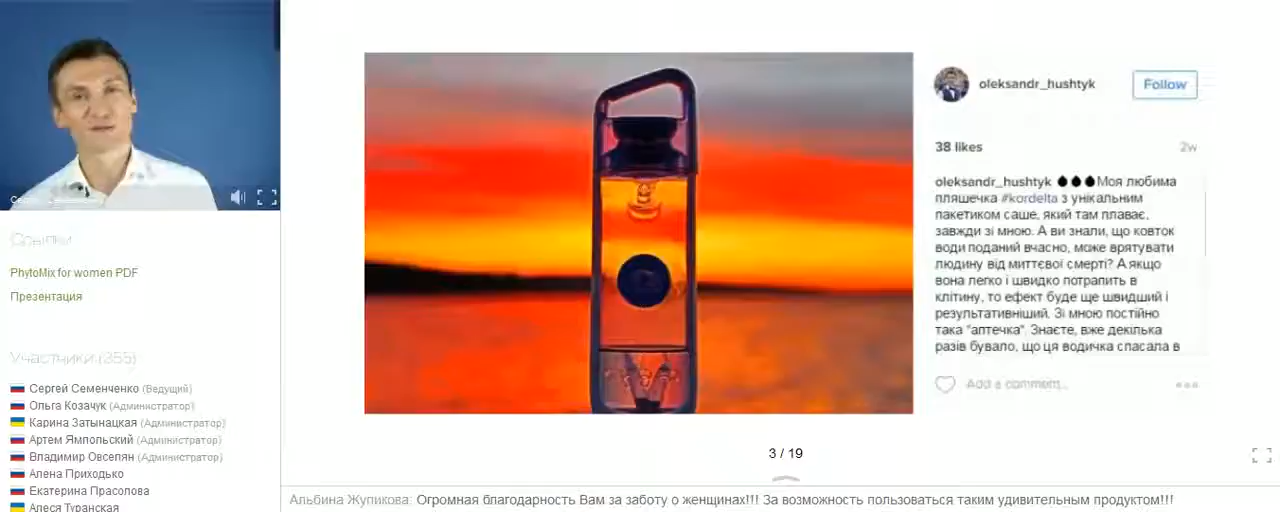 Ссылки
PhytoMix for women PDF
Презентация
Участники (355)
Сергей Семенченко (Ведущий)
Ольга Козачук (Администратор)
Карина Затынацкая (Администратор)
Артем Ямпольский (Администратор)
Владимир Овсепян (Администратор)
Алена Приходько
Екатерина Прасолова
Алеся Туранская
oleksandr_hushtyk
Follow
38 likes
2w
oleksandr_hushtyk Моя любима
пляшечка #kordelta з унікальним
пакетиком саше, який там плаває,
завжди зі мною. А ви знали, що ковток
води поданий вчасно, може врятувати
людину від миттєвої смерті? А якщо
вона легко і швидко потрапить в
клітину, то ефект буде ще швидший і
результативніший. Зі мною постійно
така "аптечка". Знаєте, вже декілька
разів бувало, що ця водичка спасала в
Add a comment...
3 / 19
Альбина Жупикова: Огромная благодарность Вам за заботу о женщинах!!! За возможность пользоваться таким удивительным продуктом!!!